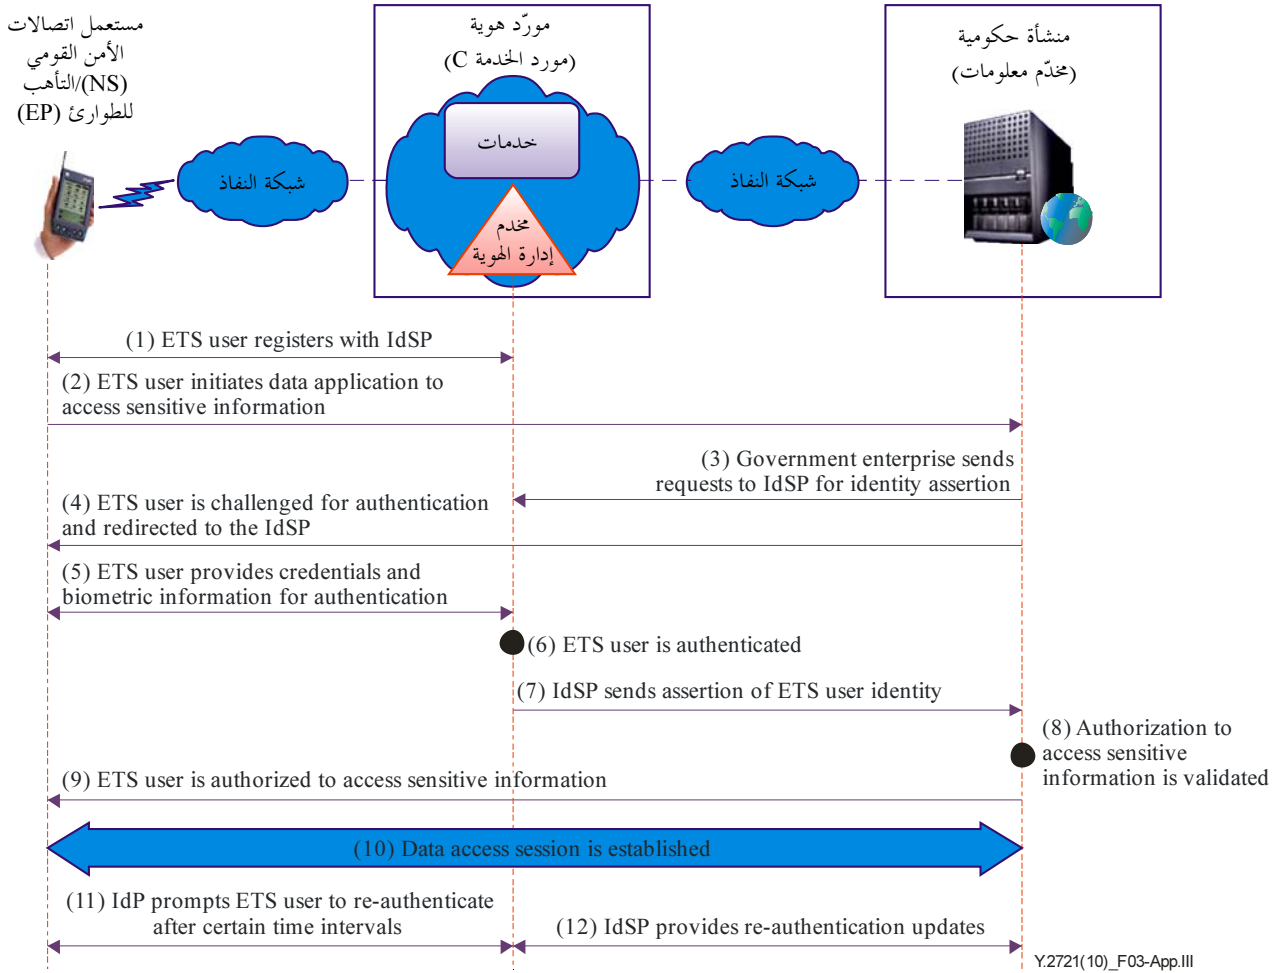 مستعمل اتصالات
الأمن القومي
(NS)/التأهب
للطوارئ (EP)
مورّد هوية
(مورد الخدمة C)
منشأة حكومية
(مخدّم معلومات)
خدمات
شبكة النفاذ
شبكة النفاذ
مخدم
إدارة الهوية
(1) ETS user registers with IdSP
(2) ETS user initiates data application to
access sensitive information
(3) Government enterprise sends
requests to IdSP for identity assertion
(4) ETS user is challenged for authentication
and redirected to the IdSP
(5) ETS user provides credentials and
biometric information for authentication
(6) ETS user is authenticated
(7) IdSP sends assertion of ETS user identity
(8) Authorization to
access sensitive
information is validated
(9) ETS user is authorized to access sensitive information
(10) Data access session is established
(11) IdP prompts ETS user to re-authenticate
after certain time intervals
(12) IdSP provides re-authentication updates
Y.2721(10)_F03-App.III